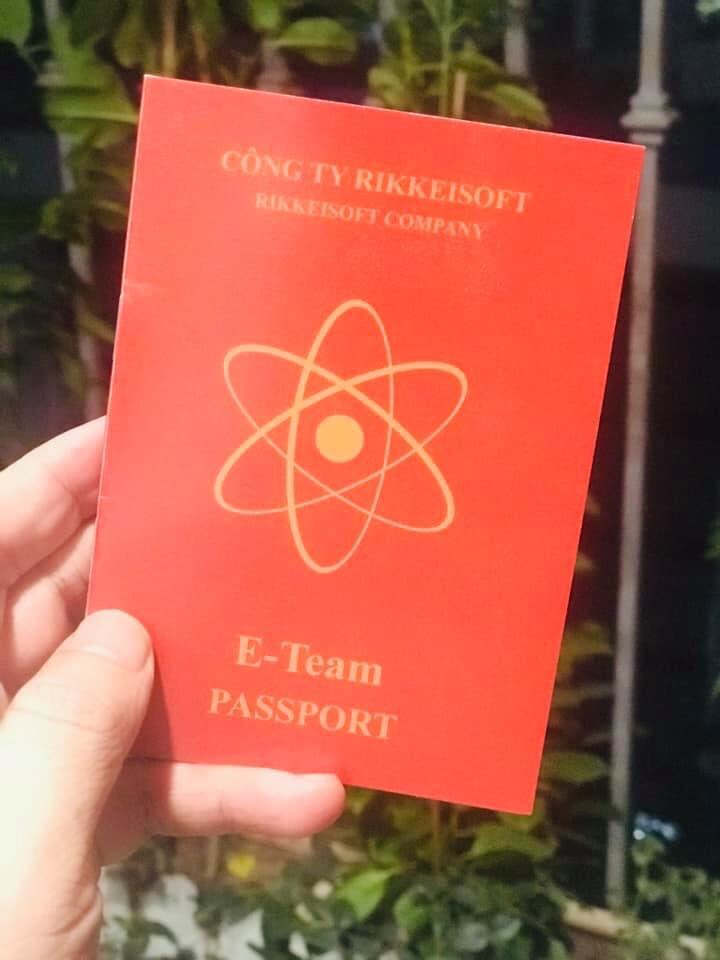 CÔNG TY RIKKEISOFT
RIKKEISOFT COMPANY
E-Team
PASSPORT